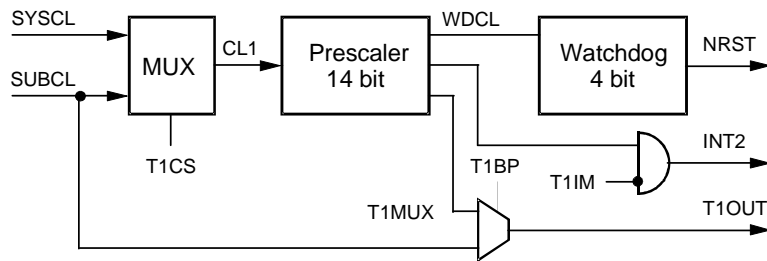 SYSCL
SUBCL
MUX
T1CS
CL1
Prescaler
14 bit
WDCL
Watchdog
4 bit
NRST
INT2
T1BP
T1IM
T1MUX
T1OUT